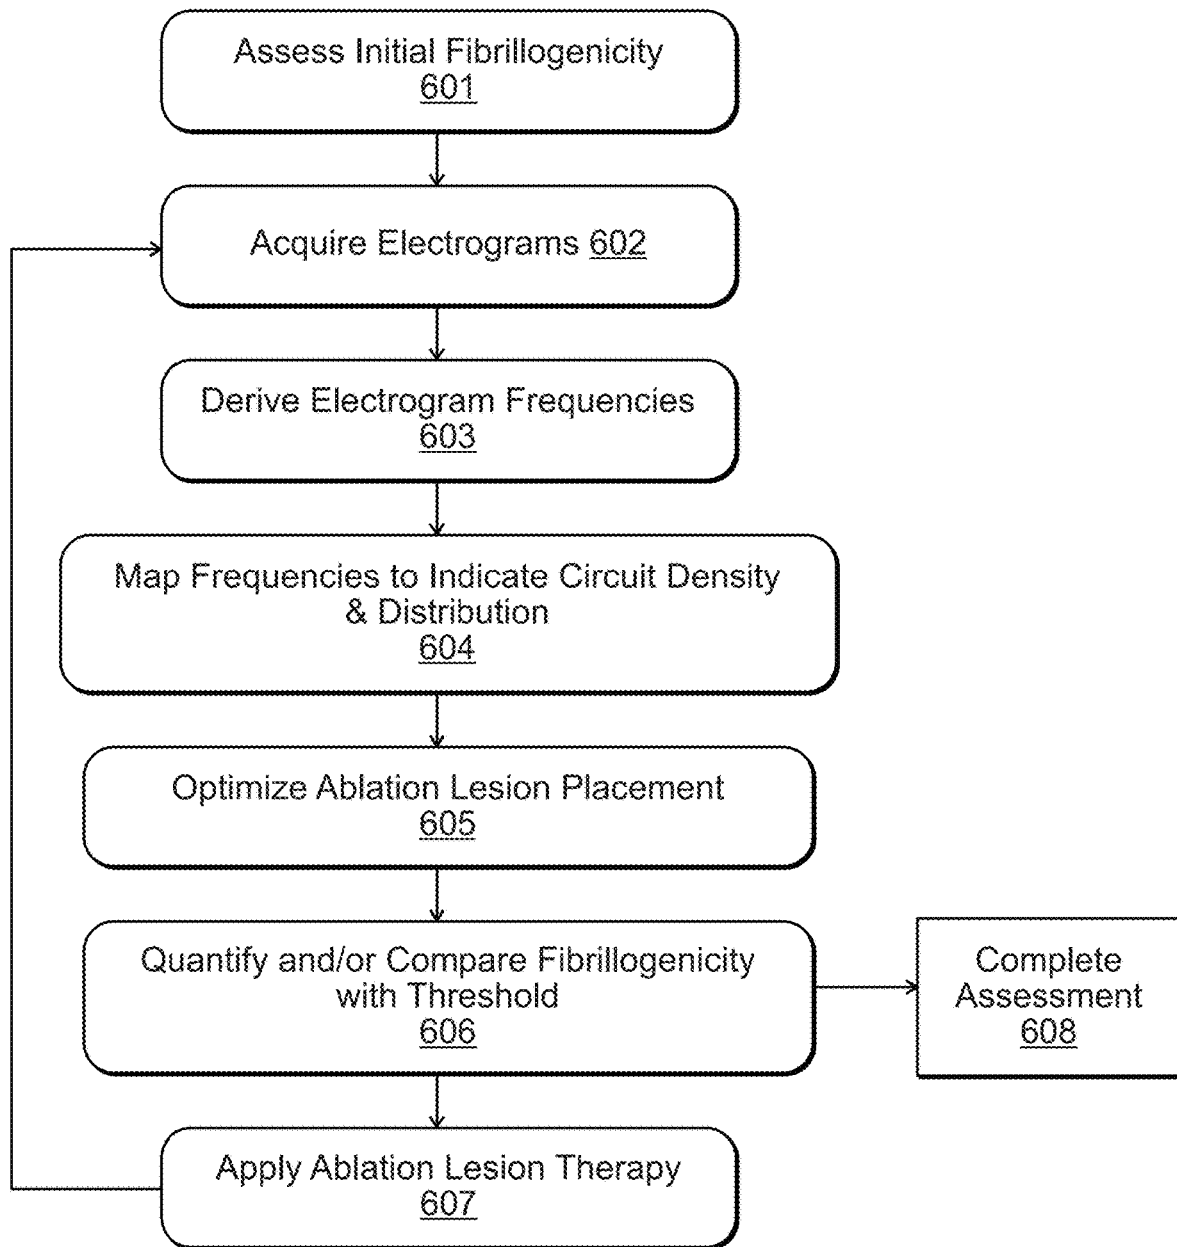 Assess Initial Fibrillogenicity
601
Acquire Electrograms 602
Derive Electrogram Frequencies
603
Map Frequencies to Indicate Circuit Density
& Distribution
604
Optimize Ablation Lesion Placement
605
Quantify and/or Compare Fibrillogenicity
with Threshold
606
Complete
Assessment
608
Apply Ablation Lesion Therapy
607